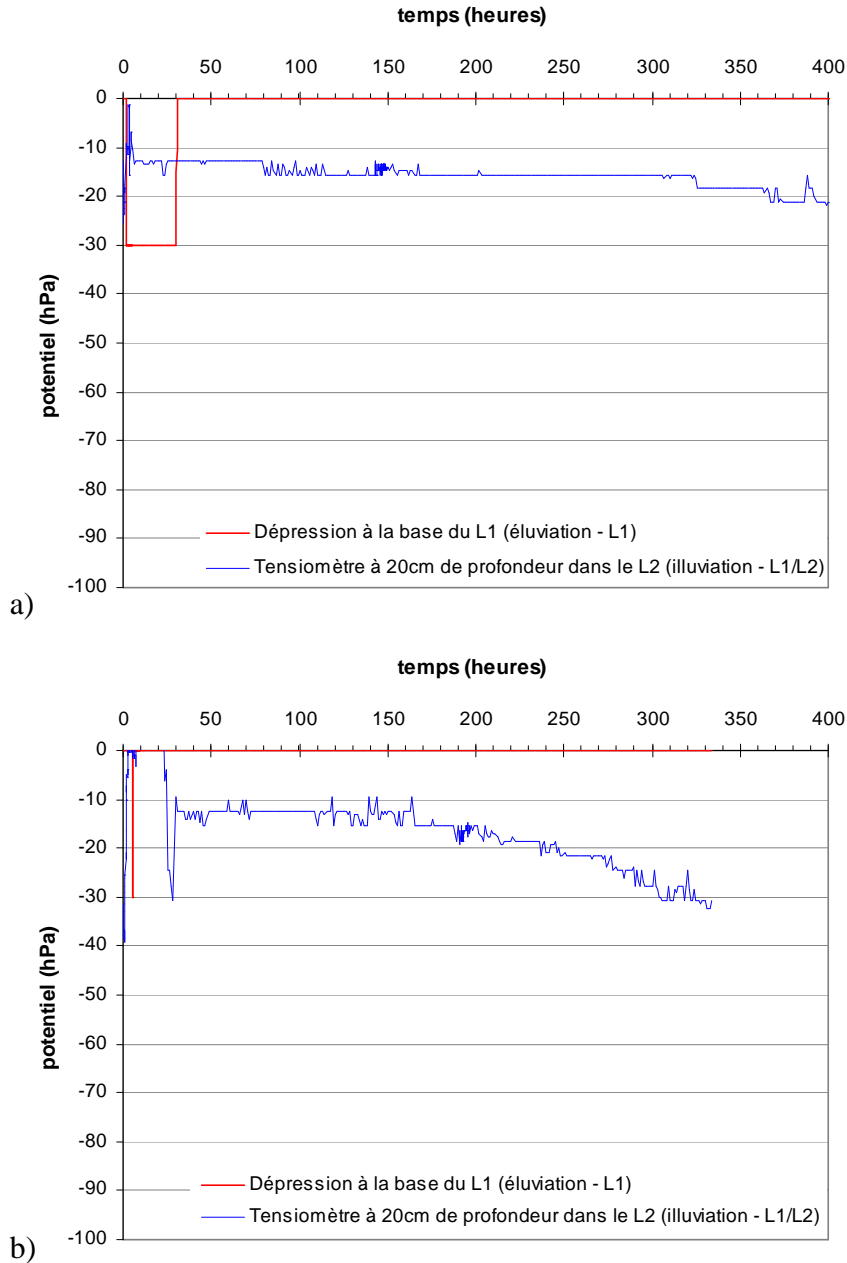 temps (heures)
0 50 100 150 200 250 300 350 400
0
-10
-20
-30
-40
-50
-60
-70
-80
-90
-100
potentiel (hPa)
Dépression à la base du L1 (éluviation - L1)
Tensiomètre à 20cm de profondeur dans le L2 (illuviation - L1/L2)
a)
temps (heures)
0 50 100 150 200 250 300 350 400
0
-10
-20
-30
-40
-50
-60
-70
-80
-90
-100
potentiel (hPa)
Dépression à la base du L1 (éluviation - L1)
Tensiomètre à 20cm de profondeur dans le L2 (illuviation - L1/L2)
b)